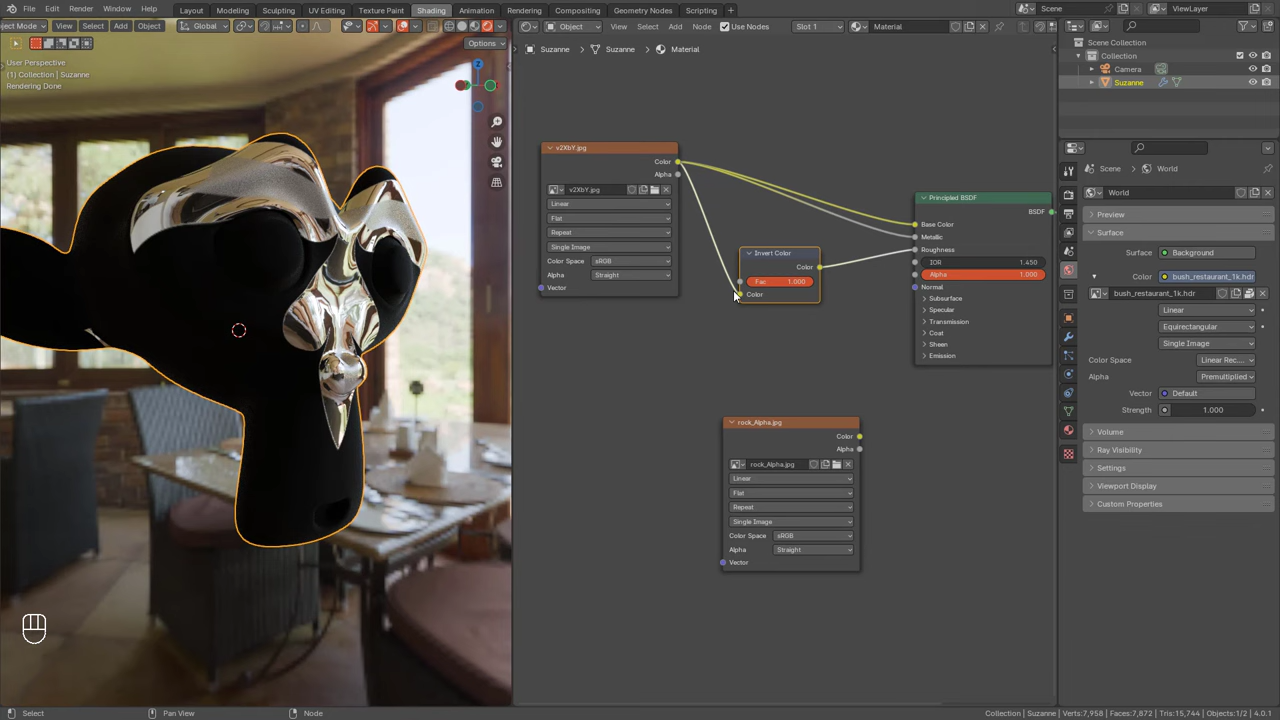 File Edit Render Window Help Layout Modeling Sculpting UV Editing Texture Paint Shading Animation Rendering Compositing Geometry Nodes Scripting + Scene ViewLayer
ect Mode View Select Add Object Global Object View Select Add Node Use Nodes Slot 1 Material
Options
Suzanne > Suzanne > Material
User Perspective
(1) Collection | Suzanne
Rendering Done
Z
v2XbY.jpg
Color
Alpha
v2XbY.jpg
Linear
Flat
Repeat
Single Image
Color Space sRGB
Alpha Straight
Vector
Invert Color
Color
Fac 1.000
Color
Principled BSDF
BSDF
Base Color
Metallic
Roughness
IOR 1.450
Alpha 1.000
Normal
Subsurface
Specular
Transmission
Coat
Sheen
Emission
rock_Alpha.jpg
Color
Alpha
rock_Alpha.jpg
Linear
Flat
Repeat
Single Image
Color Space sRGB
Alpha Straight
Vector
Scene Collection
Collection
Camera
Suzanne
Scene > World
World
Preview
Surface
Surface Background
Color bush_restaurant_1k.hdr
bush_restaurant_1k.hdr
Linear
Equirectangular
Single Image
Color Space Linear Rec....
Alpha Premultiplied
Vector Default
Strength 1.000
Volume
Ray Visibility
Settings
Viewport Display
Custom Properties
Select Pan View Node Collection | Suzanne | Verts:7,958 | Faces:7,872 | Tris:15,744 | Objects:1/2 | 4.0.1